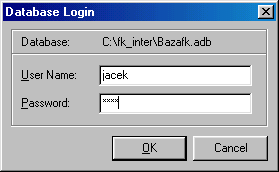 Database Login
Database: C:\fk_inter\Bazafk.adb
User Name: jacek
Password: ****
OK Cancel